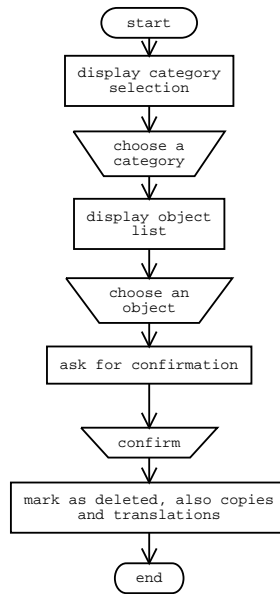 start
display category
selection
choose a
category
display object
list
choose an
object
ask for confirmation
confirm
mark as deleted, also copies
and translations
end